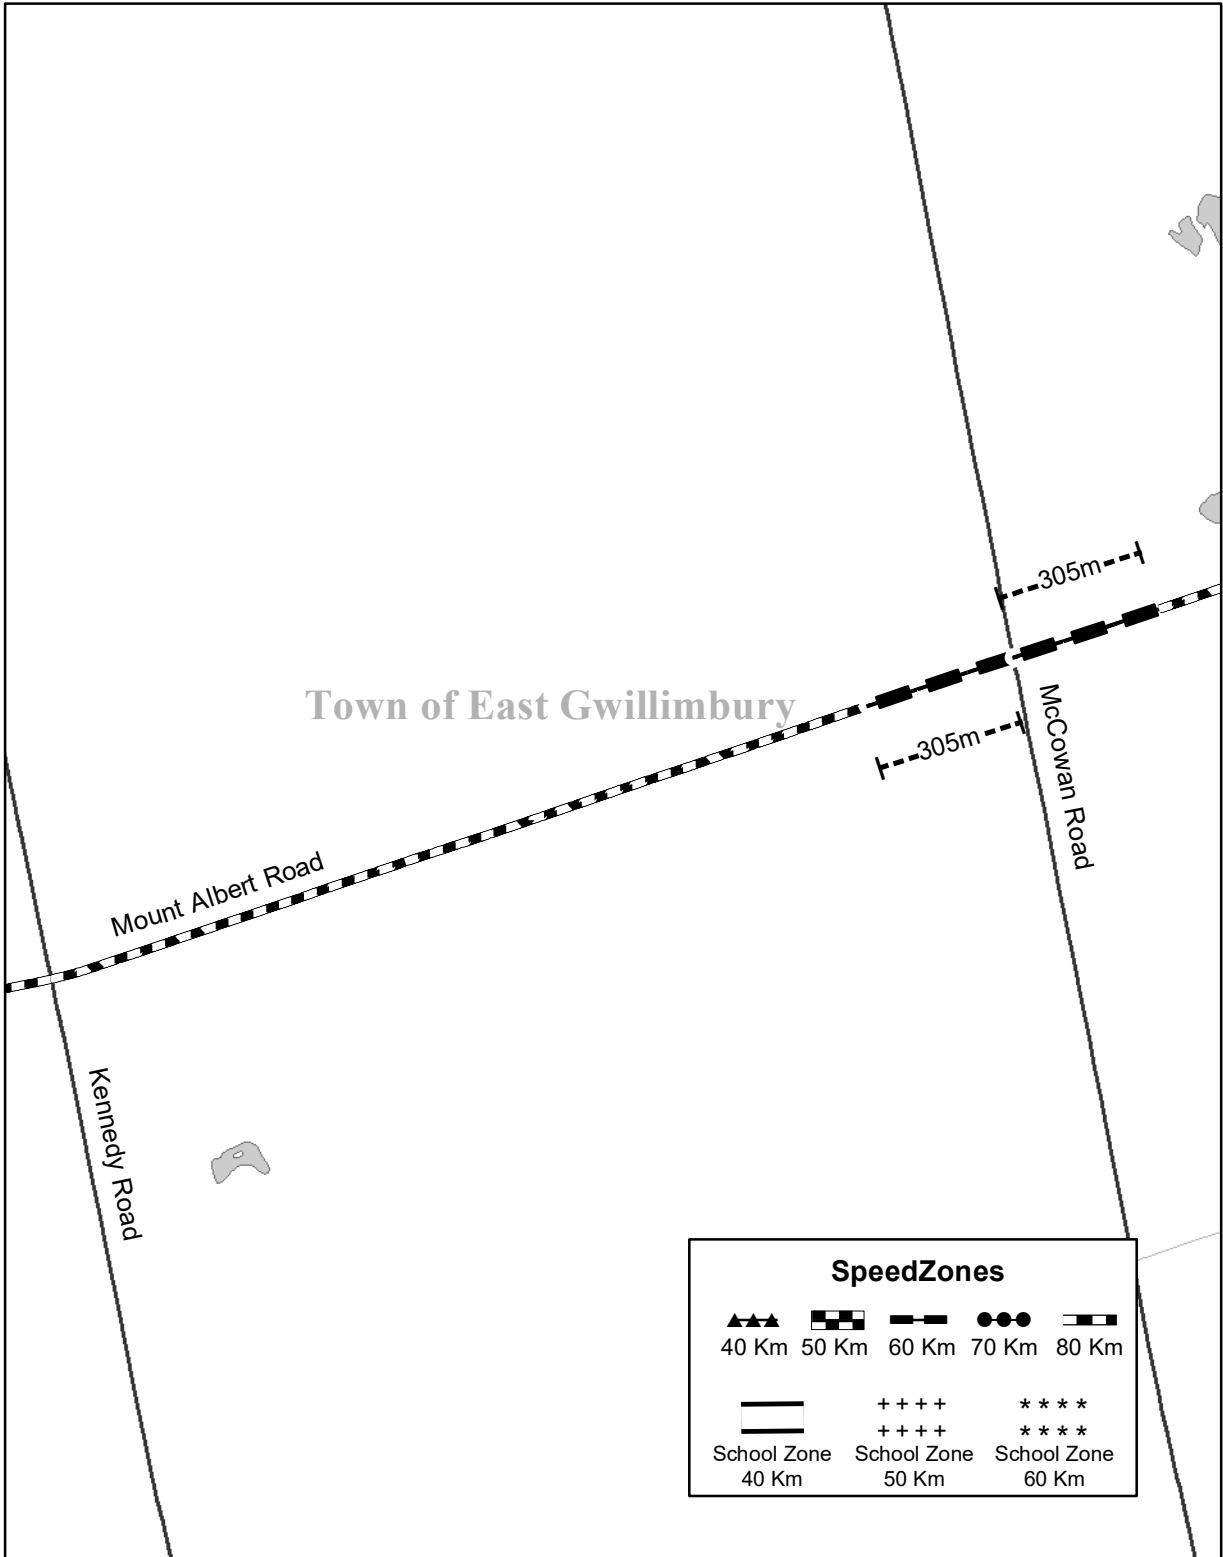 305m
Town of East Gwillimbury
McCowan Road
305m
Mount Albert Road
Kennedy Road
SpeedZones
40 Km 50 Km 60 Km 70 Km 80 Km
+ + + + * * * *
+ + + + * * * *
School Zone School Zone School Zone
40 Km 50 Km 60 Km